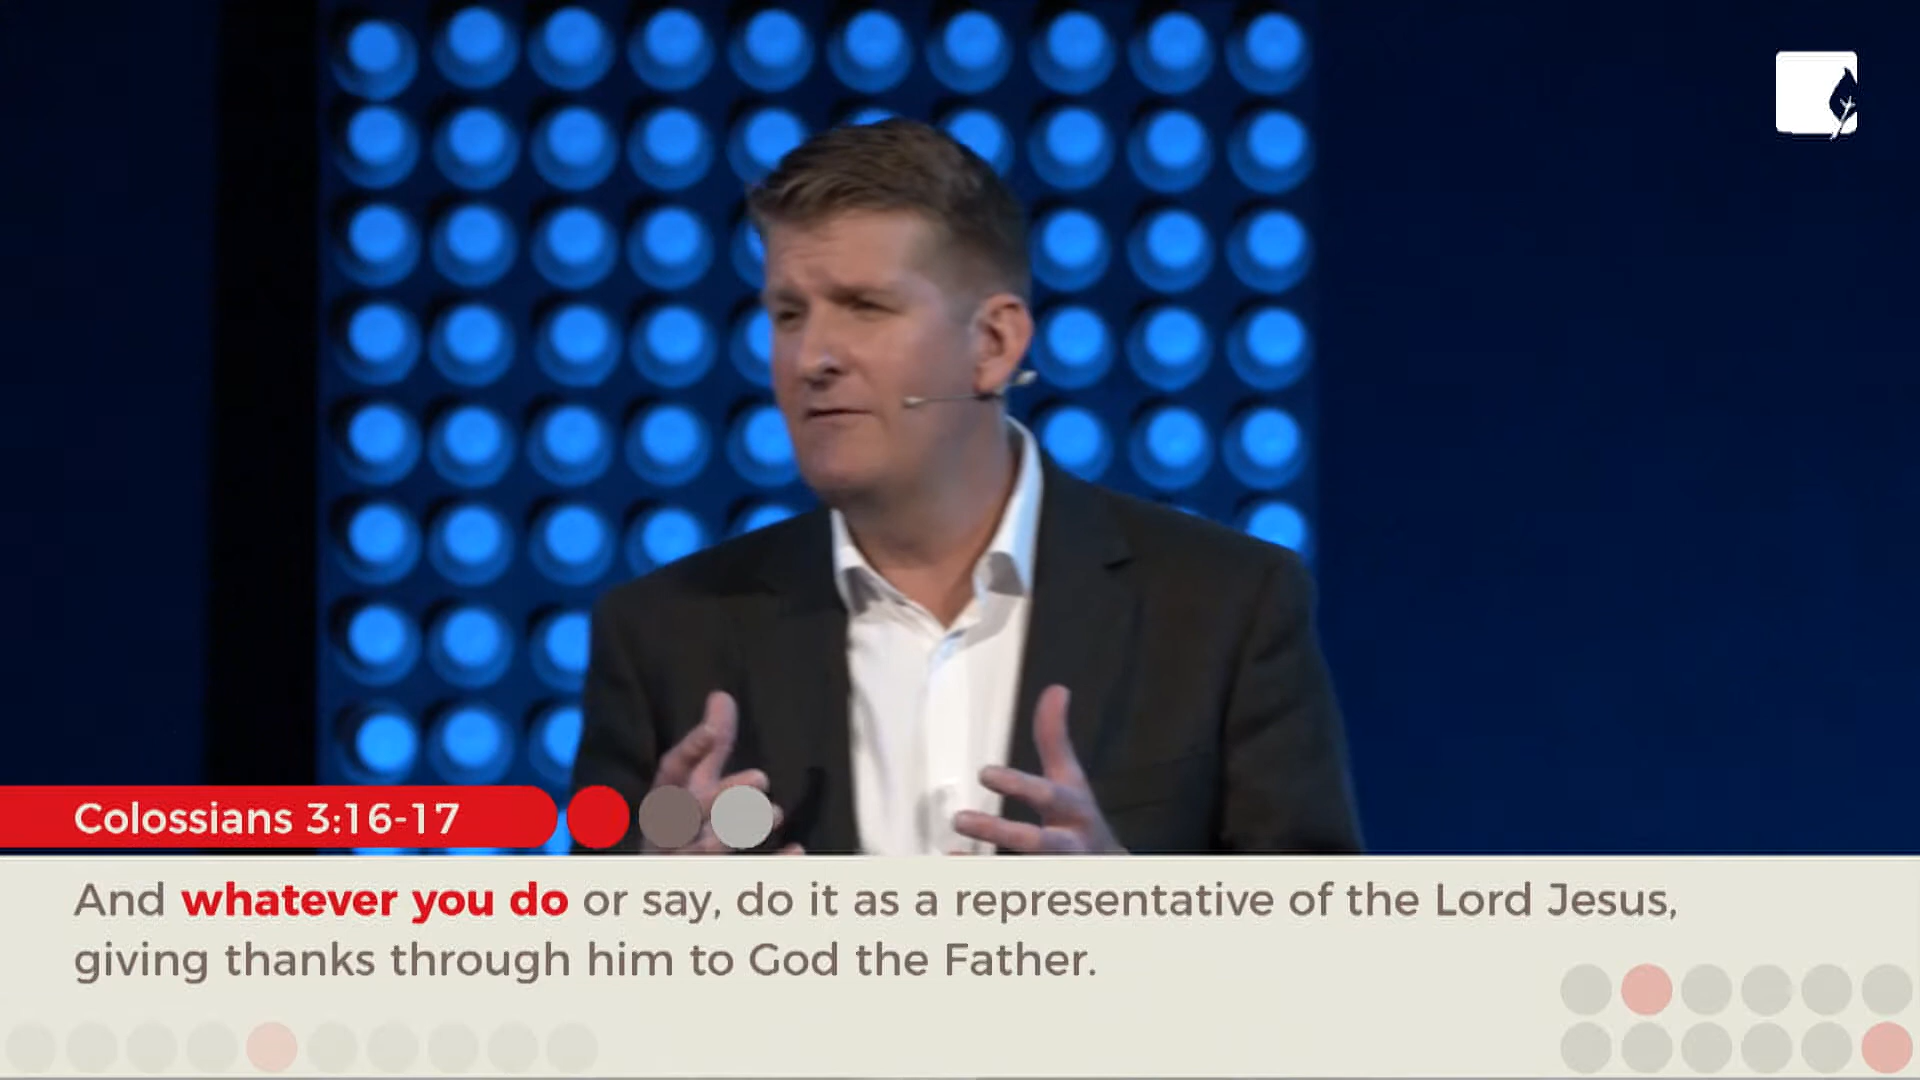 Colossians 3:16-17
And whatever you do or say, do it as a representative of the Lord Jesus,
giving thanks through him to God the Father.